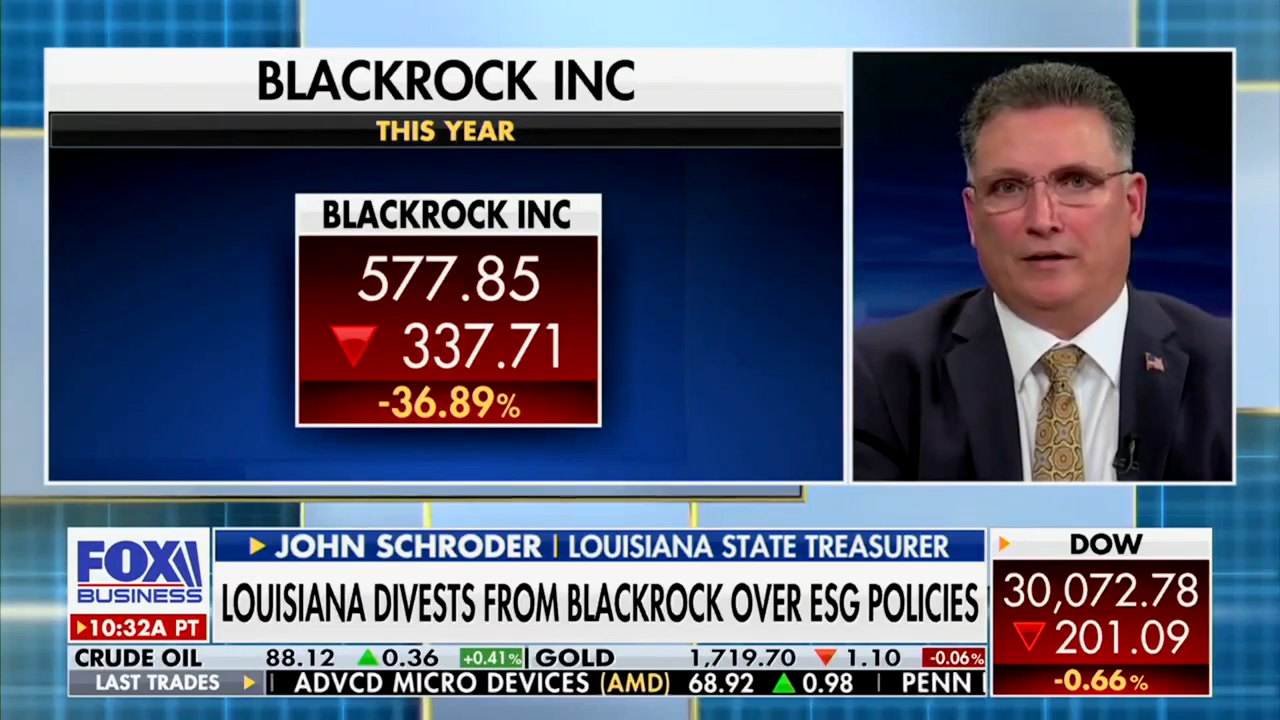 BLACKROCK INC
THIS YEAR
BLACKROCK INC
577.85
337.71
-36.89%
JOHN SCHRODER | LOUISIANA STATE TREASURER
LOUISIANA DIVESTS FROM BLACKROCK OVER ESG POLICIES
FOX
BUSINESS
10:32A PT
DOW
30,072.78
201.09
-0.66%
CRUDE OIL 88.12 0.36 +0.41% GOLD 1,719.70 1.10 -0.06%
LAST TRADES ADVCD MICRO DEVICES (AMD) 68.92 0.98 | PENN